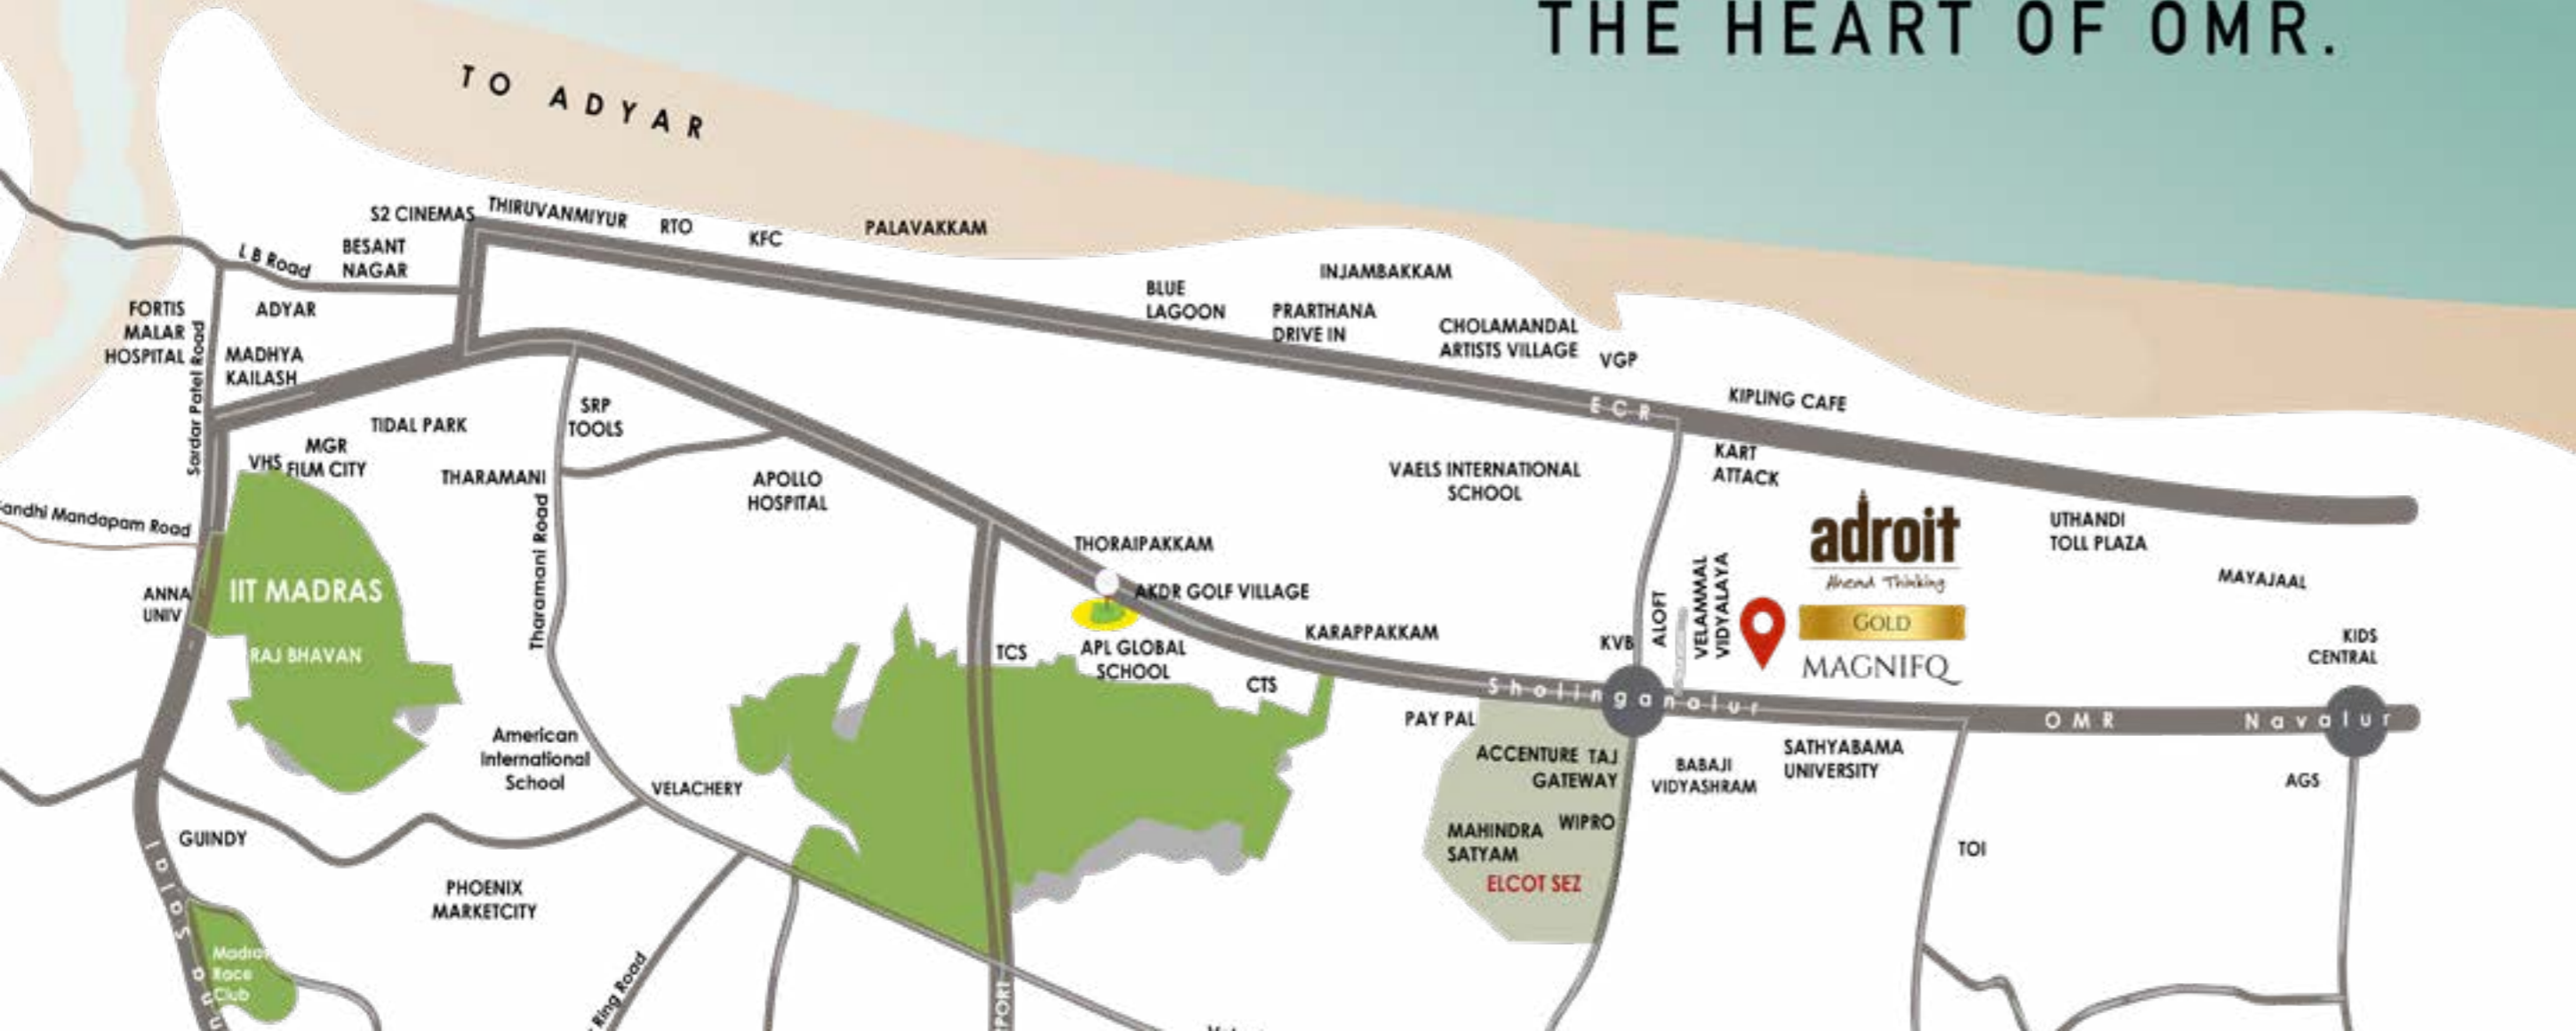 THE HEART OF OMR.
TO ADYAR
S2 CINEMAS
THIRUVANMIYUR
RTO
KFC
PALAVAKKAM
L B Road
BESANT
NAGAR
INJAMBAKKAM
BLUE
LAGOON
PRARTHANA
DRIVE IN
CHOLAMANDAL
ARTISTS VILLAGE
VGP
FORTIS
MALAR
HOSPITAL
Sardar Patel Road
ADYAR
MADHYA
KAILASH
ECR
KIPLING CAFE
TIDAL PARK
SRP
TOOLS
MGR
FILM CITY
VHS
THARAMANI
Tharamani Road
APOLLO
HOSPITAL
VAELS INTERNATIONAL
SCHOOL
KART
ATTACK
adroit
Ahead Thinking
GOLD
MAGNIFQ
UTHANDI
TOLL PLAZA
MAYAJAAL
Gandhi Mandapam Road
ANNA
UNIV
IIT MADRAS
RAJ BHAVAN
THORAIPAKKAM
AKDR GOLF VILLAGE
KARAPPAKKAM
TCS
APL GLOBAL
SCHOOL
CTS
KVB
ALOFT
VELAMMAL
VIDYALAYA
KIDS
CENTRAL
Sholinganalur
OMR
Navalur
PAY PAL
American
International
School
VELACHERY
ACCENTURE
TAJ
GATEWAY
BABAJI
VIDYASHRAM
SATHYABAMA
UNIVERSITY
AGS
GUINDY
MAHINDRA
SATYAM
WIPRO
ELCOT SEZ
TOI
PHOENIX
MARKETCITY
Madras
Race
Club
Ring Road